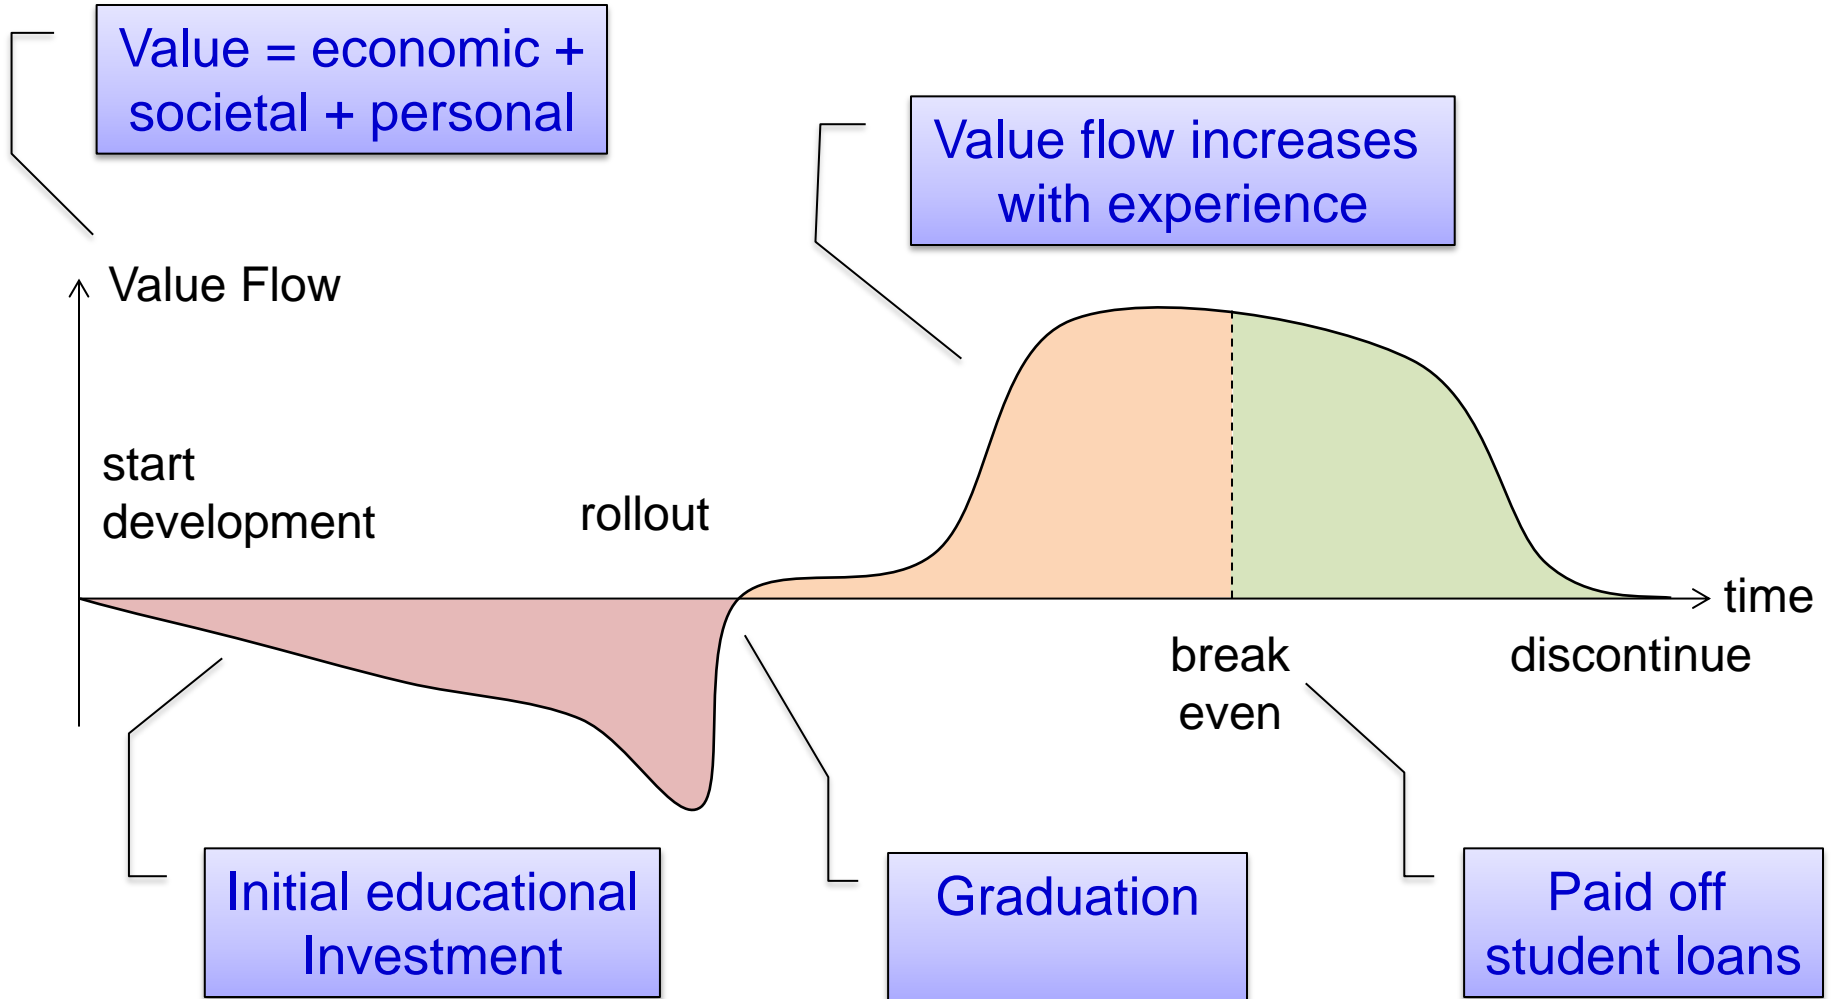 Value = economic +
societal + personal
Value flow increases
with experience
Value Flow
start
development
rollout
time
break
even
discontinue
Initial educational
Investment
Graduation
Paid off
student loans